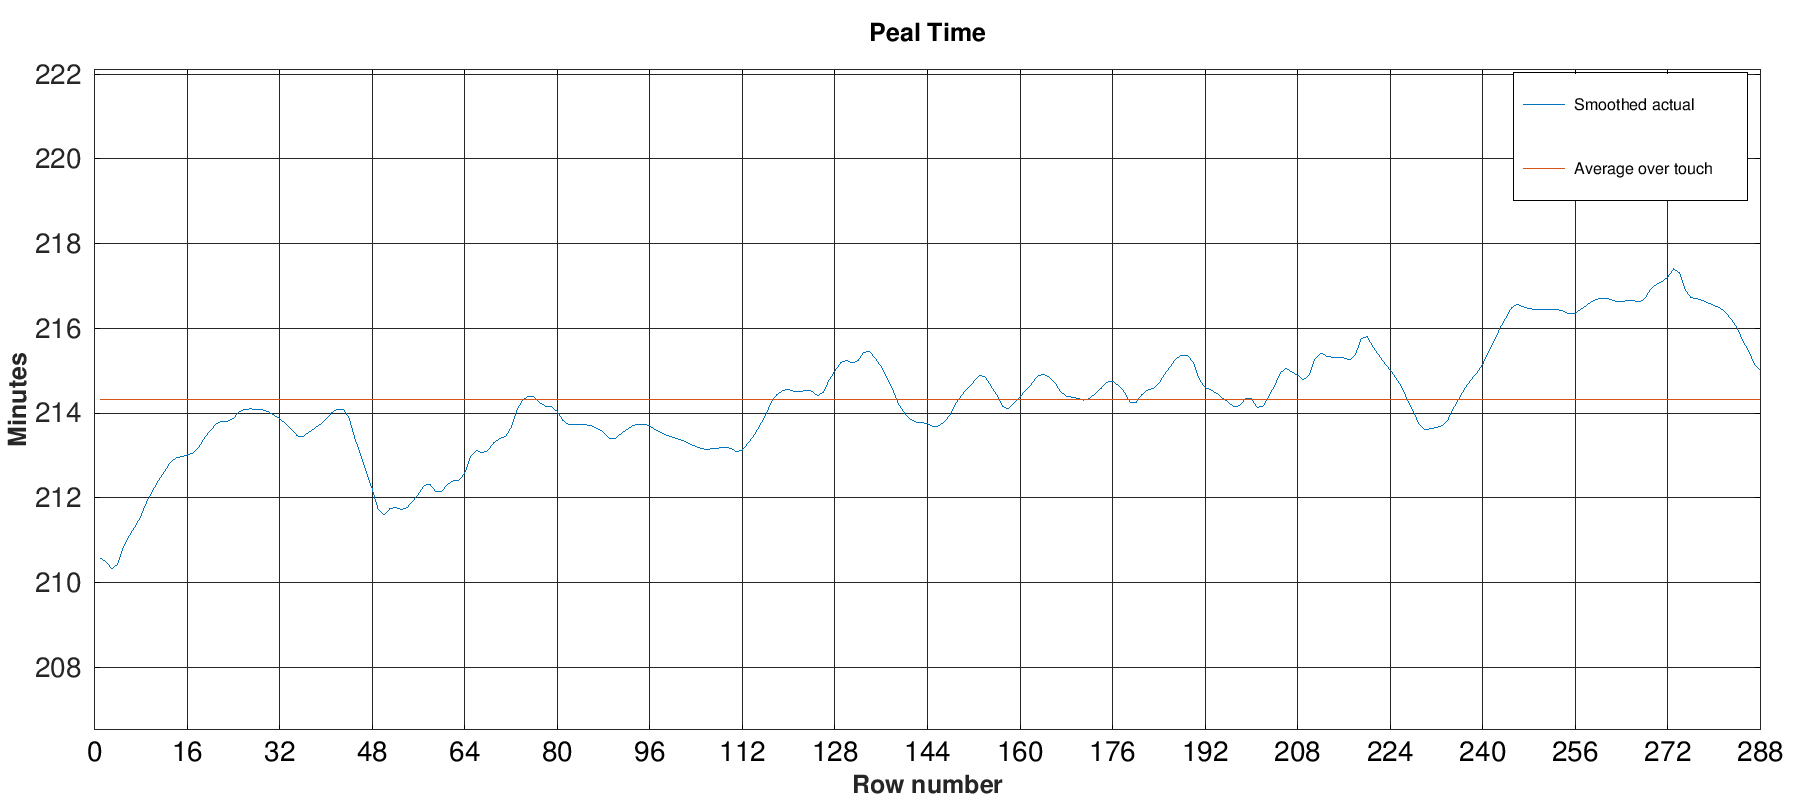 Peal Time
222
220
218
216
214
212
210
208
Minutes
Smoothed actual
Average over touch
0 16 32 48 64 80 96 112 128 144 160 176 192 208 224 240 256 272 288
Row number